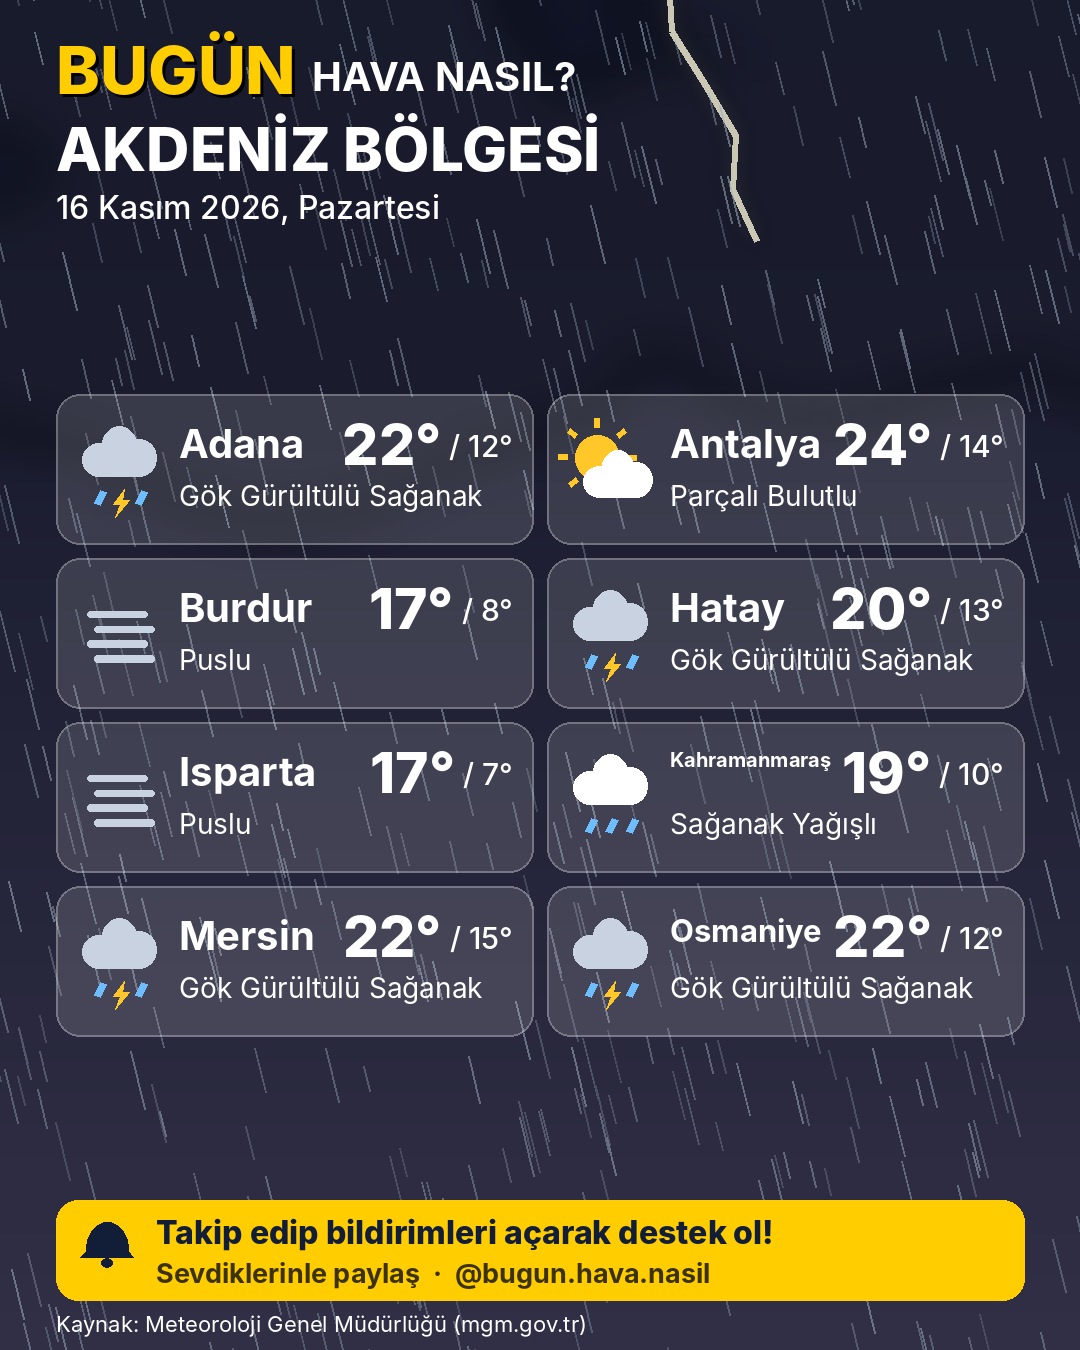 BUGÜN HAVA NASIL?
AKDENİZ BÖLGESİ
16 Kasım 2026, Pazartesi
Adana 22° / 12°
Gök Gürültülü Sağanak
Antalya 24° / 14°
Parçalı Bulutlu
Burdur 17° / 8°
Puslu
Hatay 20° / 13°
Gök Gürültülü Sağanak
Isparta 17° / 7°
Puslu
Kahramanmaraş 19° / 10°
Sağanak Yağışlı
Mersin 22° / 15°
Gök Gürültülü Sağanak
Osmaniye 22° / 12°
Gök Gürültülü Sağanak
Takip edip bildirimleri açarak destek ol!
Sevdiklerinle paylaş · @bugun.hava.nasil
Kaynak: Meteoroloji Genel Müdürlüğü (mgm.gov.tr)